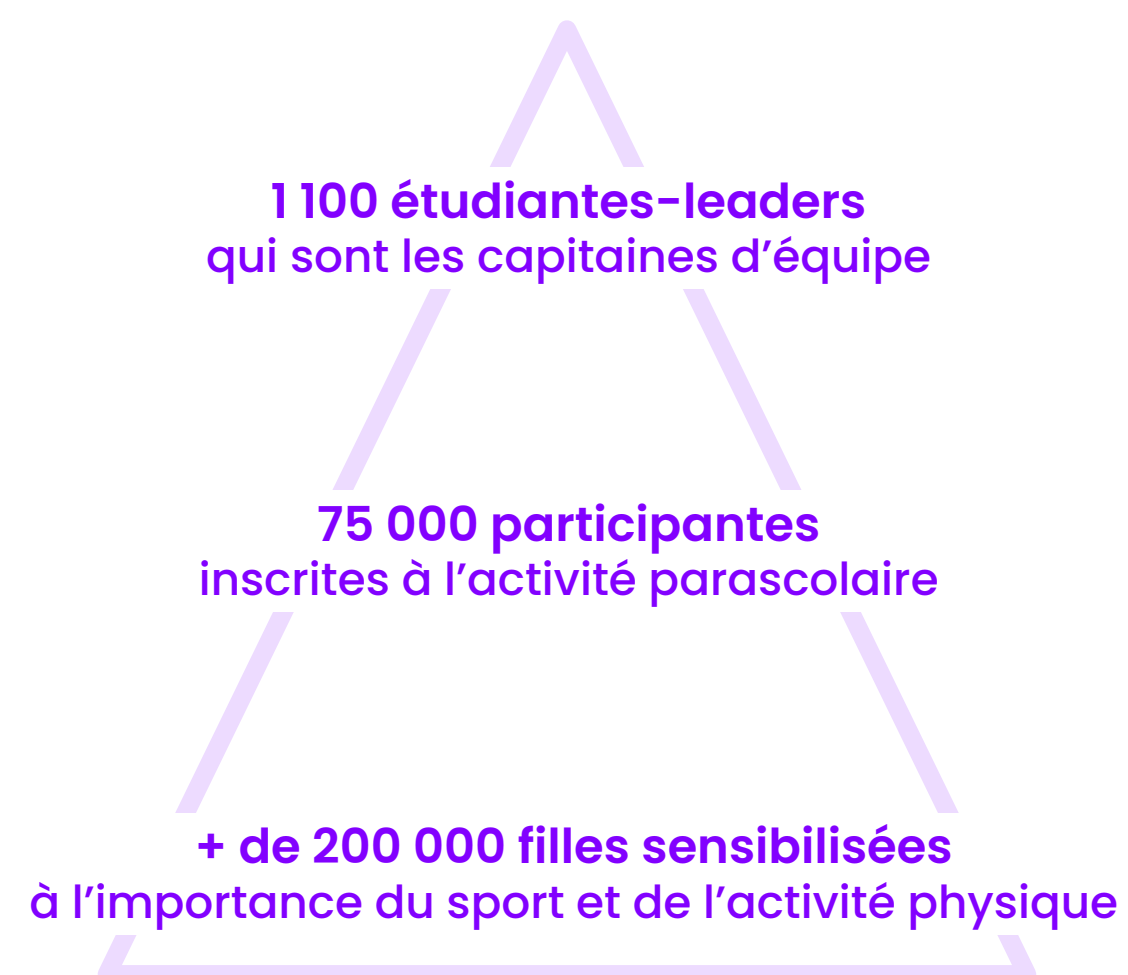 1 100 étudiantes-leaders
qui sont les capitaines d’équipe
75 000 participantes
inscrites à l’activité parascolaire
+ de 200 000 filles sensibilisées
à l’importance du sport et de l’activité physique